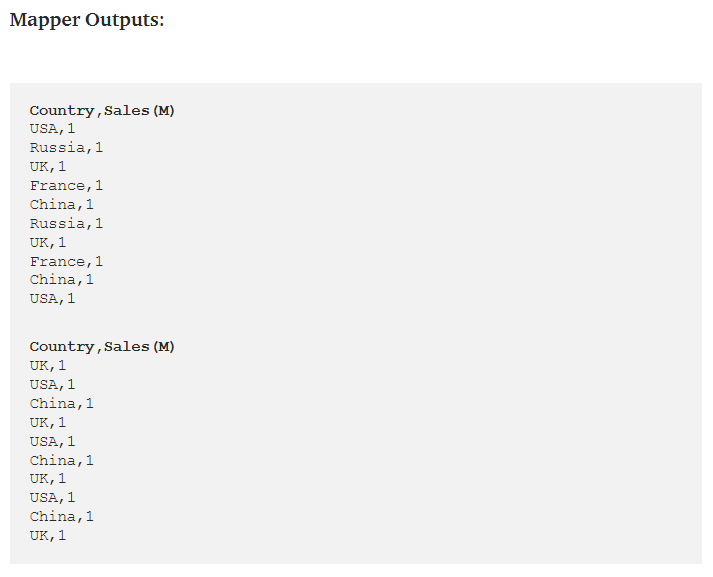 Mapper Outputs:
Country,Sales(M)
USA,1
Russia,1
UK,1
France,1
China,1
Russia,1
UK,1
France,1
China,1
USA,1
Country,Sales(M)
UK,1
USA,1
China,1
UK,1
USA,1
China,1
UK,1
USA,1
China,1
UK,1